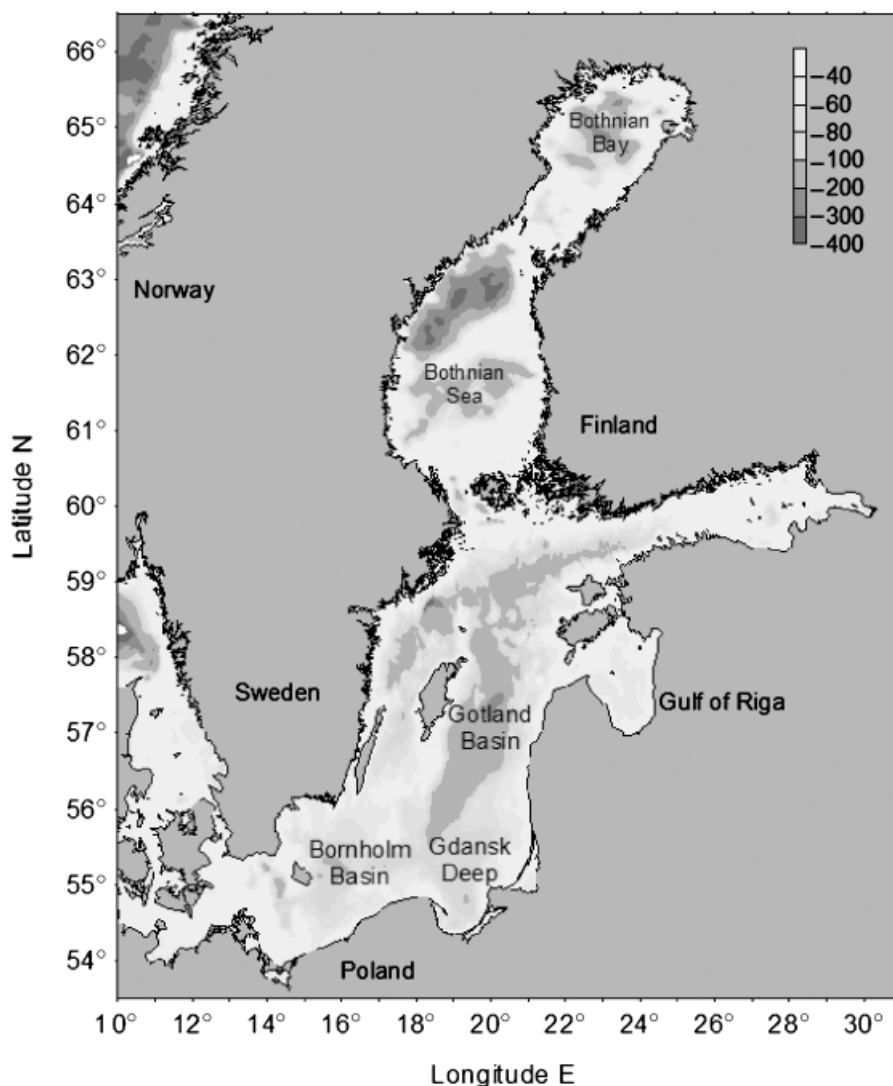 66°
65°
64°
63°
62°
61°
60°
59°
58°
57°
56°
55°
54°
Latitude N
10°
12°
14°
16°
18°
20°
22°
24°
26°
28°
30°
Longitude E
−40
−60
−80
−100
−200
−300
−400
Bothnian
Bay
Norway
Bothnian
Sea
Finland
Sweden
Gulf of Riga
Gotland
Basin
Bornholm
Basin
Gdansk
Deep
Poland